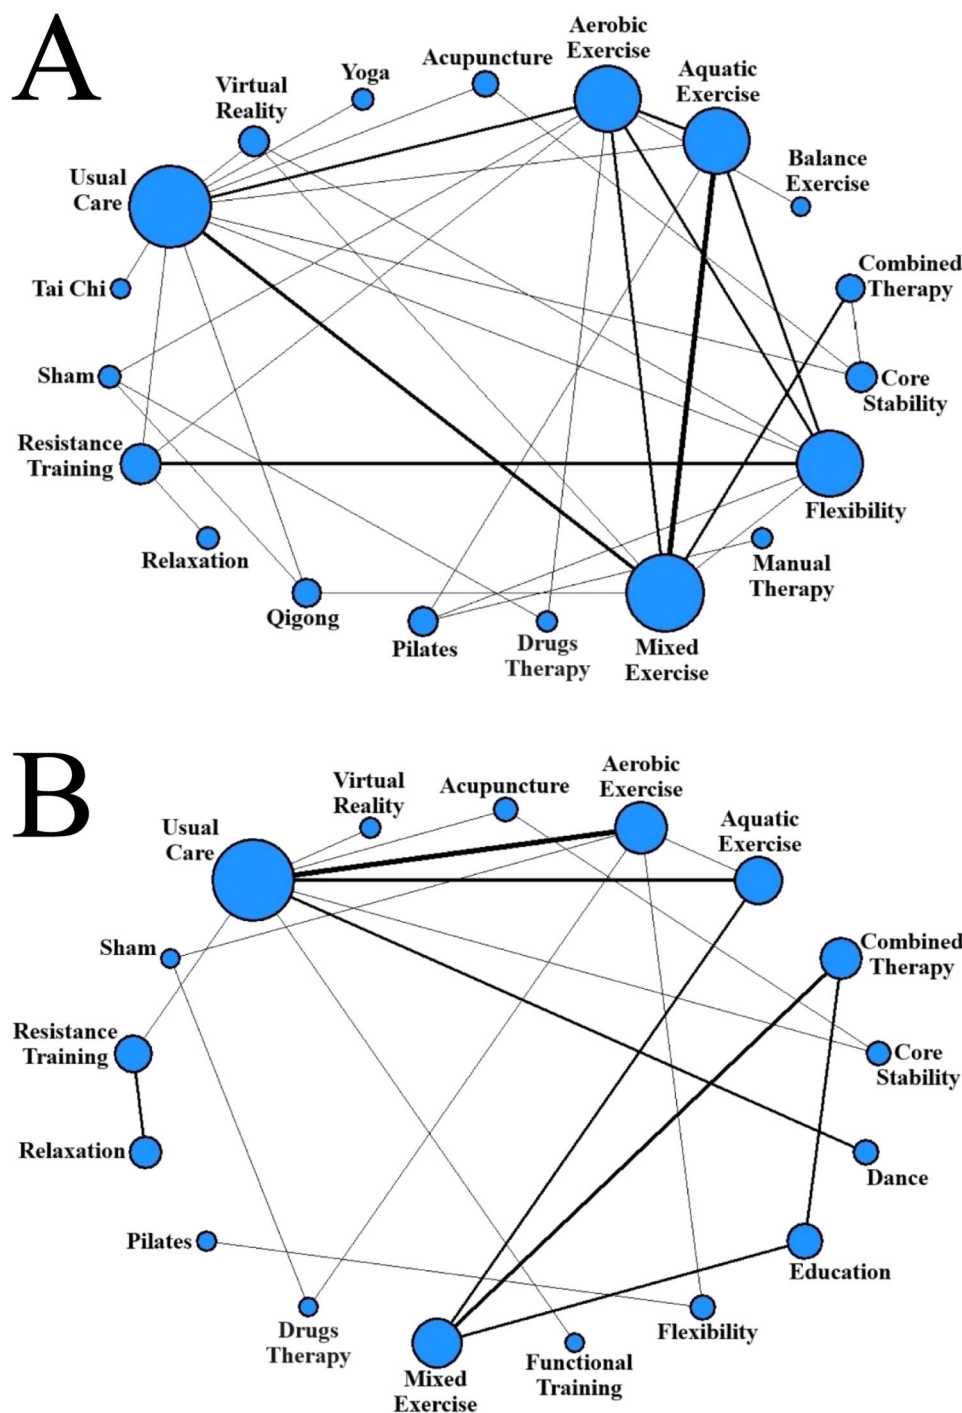 A
Aerobic
Exercise
Aquatic
Exercise
Acupuncture
Yoga
Virtual
Reality
Balance
Exercise
Usual
Care
Combined
Therapy
Tai Chi
Sham
Core
Stability
Resistance
Training
Flexibility
Relaxation
Manual
Therapy
Qigong
Pilates
Drugs
Therapy
Mixed
Exercise
B
Aerobic
Exercise
Virtual
Reality
Acupuncture
Aquatic
Exercise
Usual
Care
Sham
Combined
Therapy
Resistance
Training
Core
Stability
Relaxation
Dance
Pilates
Education
Drugs
Therapy
Flexibility
Functional
Training
Mixed
Exercise